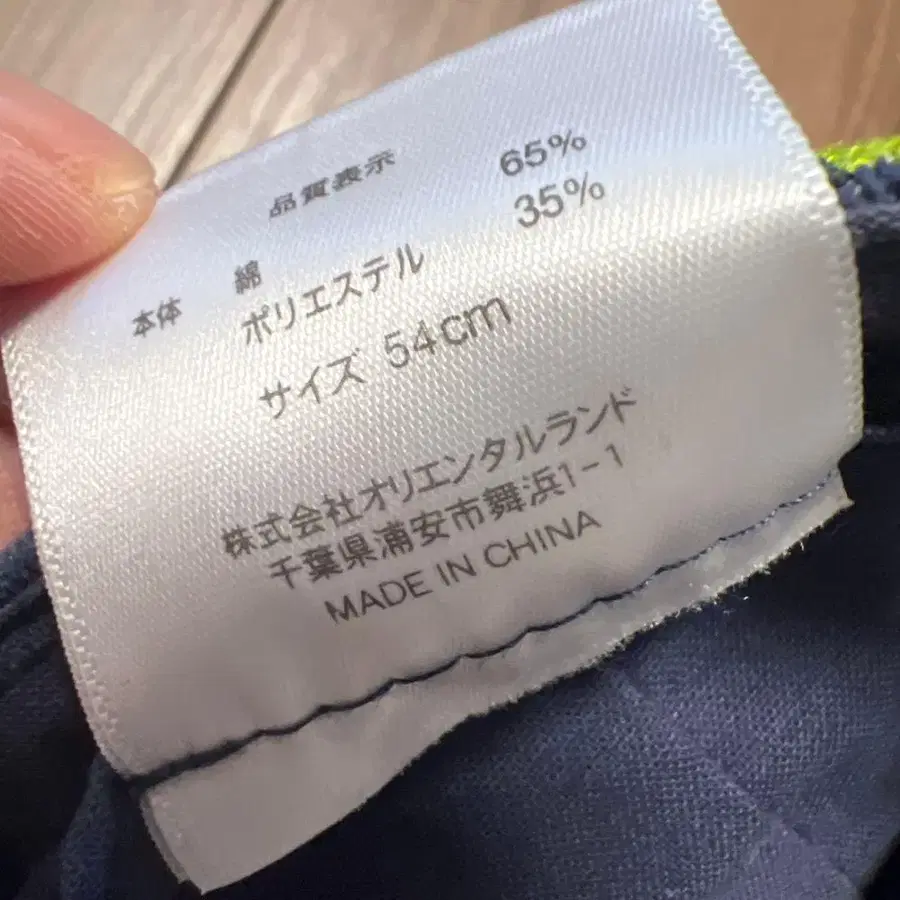 品質表示
本体 綿 65%
ポリエステル 35%
サイズ 54cm
株式会社オリエンタルランド
千葉県浦安市舞浜1-1
MADE IN CHINA